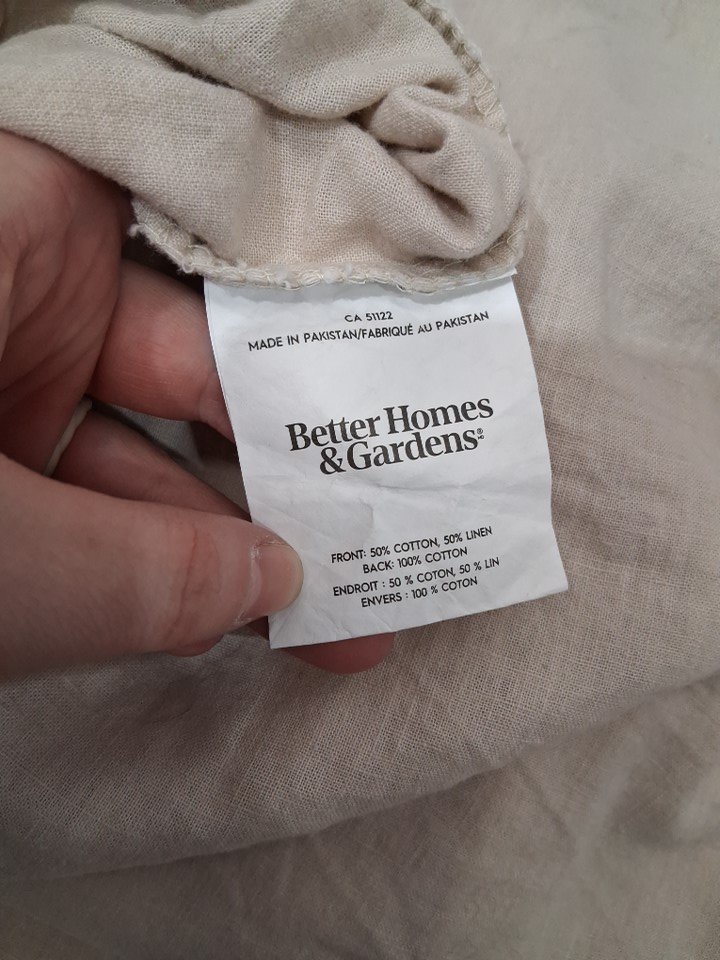 CA 51122
MADE IN PAKISTAN/FABRIQUÉ AU PAKISTAN
Better Homes
&Gardens®
FRONT: 50% COTTON, 50% LINEN
BACK: 100% COTTON
ENDROIT : 50 % COTON, 50 % LIN
ENVERS : 100 % COTON